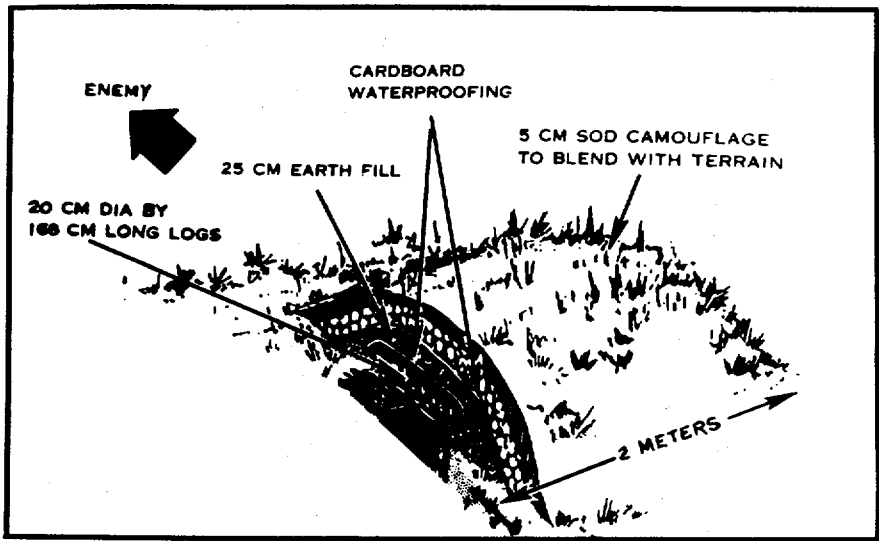 CARDBOARD
WATERPROOFING
ENEMY
5 CM SOD CAMOUFLAGE
TO BLEND WITH TERRAIN
25 CM EARTH FILL
20 CM DIA BY
168 CM LONG LOGS
2 METERS